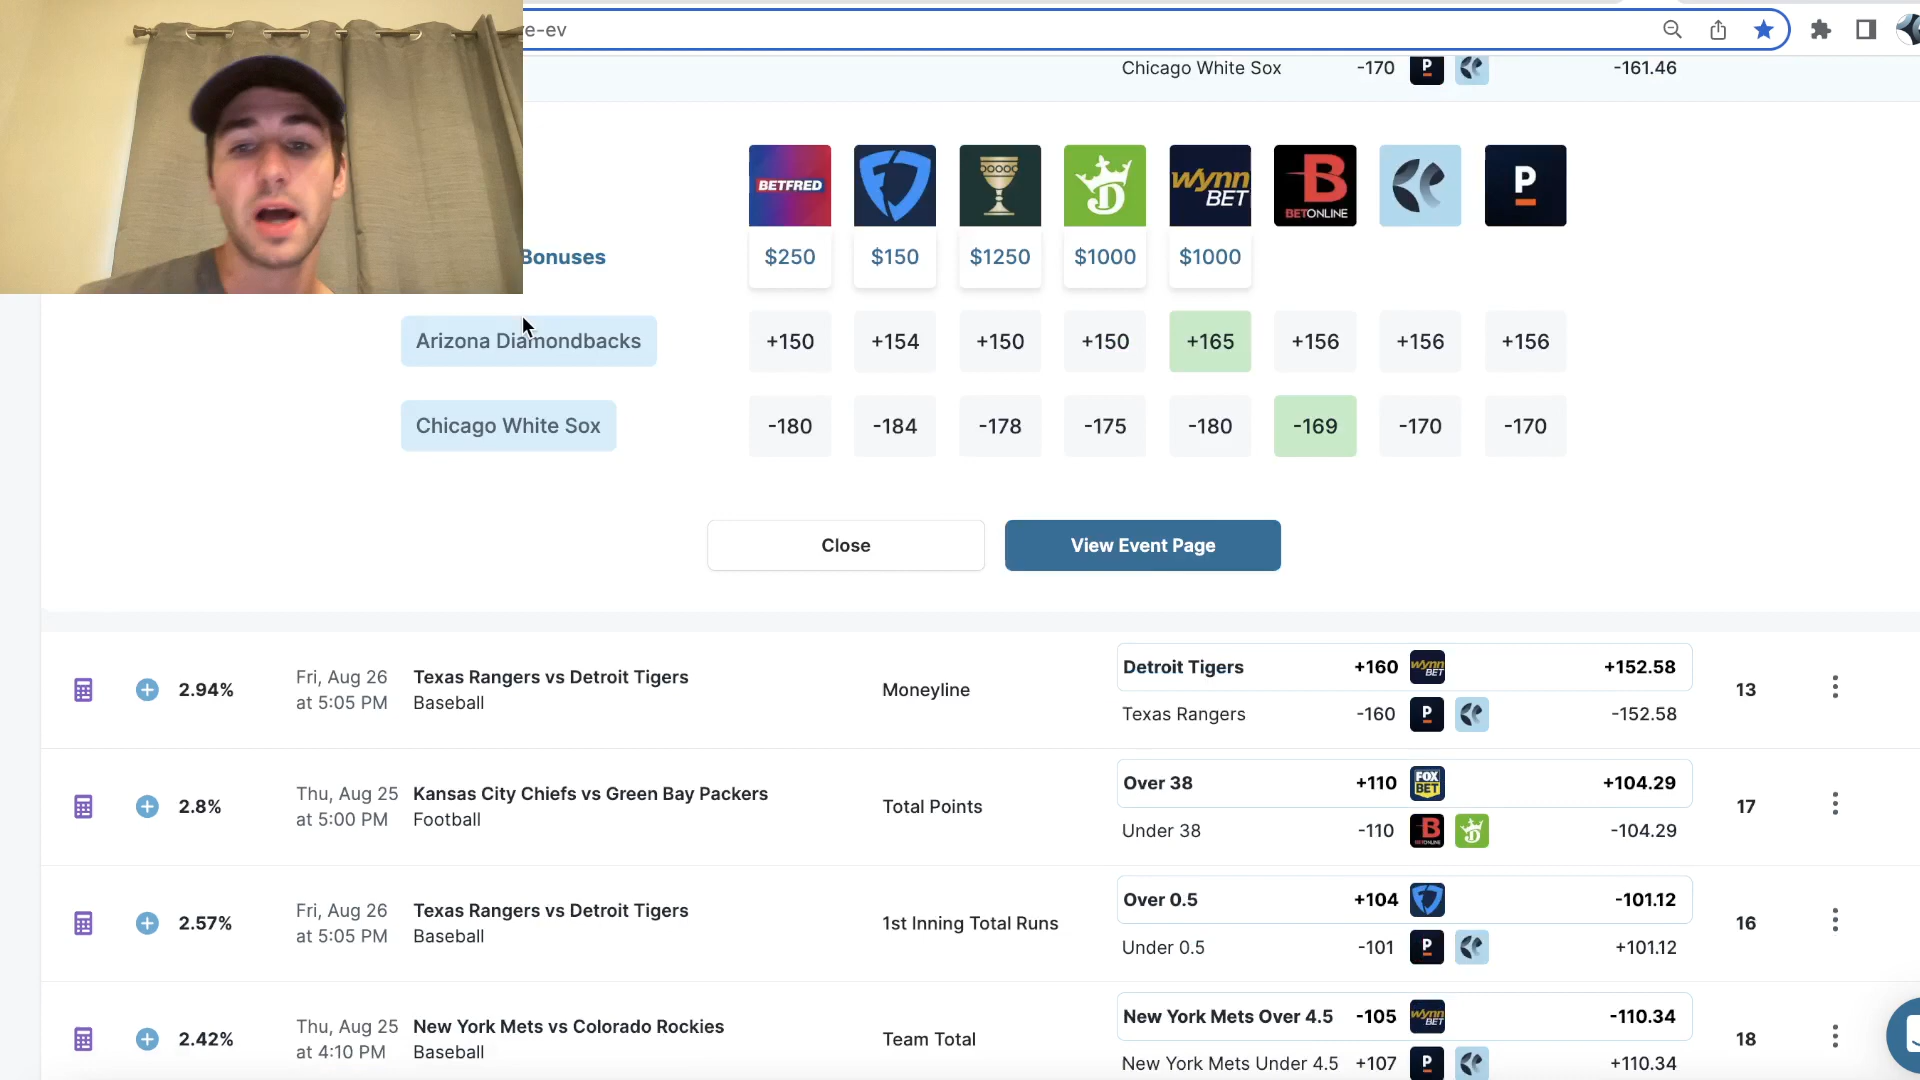 e-ev
Chicago White Sox -170 P -161.46
BETFRED D wynn BET B BETONLINE P
Bonuses $250 $150 $1250 $1000 $1000
Arizona Diamondbacks +150 +154 +150 +150 +165 +156 +156 +156
Chicago White Sox -180 -184 -178 -175 -180 -169 -170 -170
Close View Event Page
2.94% Fri, Aug 26 at 5:05 PM Texas Rangers vs Detroit Tigers Baseball Moneyline
Detroit Tigers +160 wynn BET +152.58
Texas Rangers -160 P -152.58
13
2.8% Thu, Aug 25 at 5:00 PM Kansas City Chiefs vs Green Bay Packers Football Total Points
Over 38 +110 FOX BET +104.29
Under 38 -110 B D -104.29
17
2.57% Fri, Aug 26 at 5:05 PM Texas Rangers vs Detroit Tigers Baseball 1st Inning Total Runs
Over 0.5 +104 -101.12
Under 0.5 -101 P +101.12
16
2.42% Thu, Aug 25 at 4:10 PM New York Mets vs Colorado Rockies Baseball Team Total
New York Mets Over 4.5 -105 wynn BET -110.34
New York Mets Under 4.5 +107 P +110.34
18